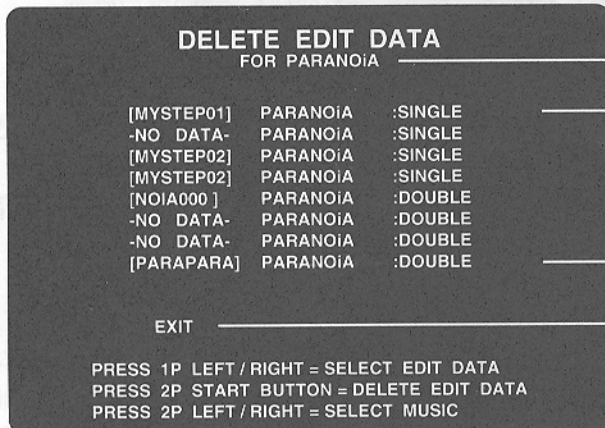 DELETE EDIT DATA
FOR PARANOiA
[MYSTEP01] PARANOiA :SINGLE
-NO DATA- PARANOiA :SINGLE
[MYSTEP02] PARANOiA :SINGLE
[MYSTEP02] PARANOiA :SINGLE
[NOIA000 ] PARANOiA :DOUBLE
-NO DATA- PARANOiA :DOUBLE
-NO DATA- PARANOiA :DOUBLE
[PARAPARA] PARANOiA :DOUBLE
EXIT
PRESS 1P LEFT / RIGHT = SELECT EDIT DATA
PRESS 2P START BUTTON = DELETE EDIT DATA
PRESS 2P LEFT / RIGHT = SELECT MUSIC